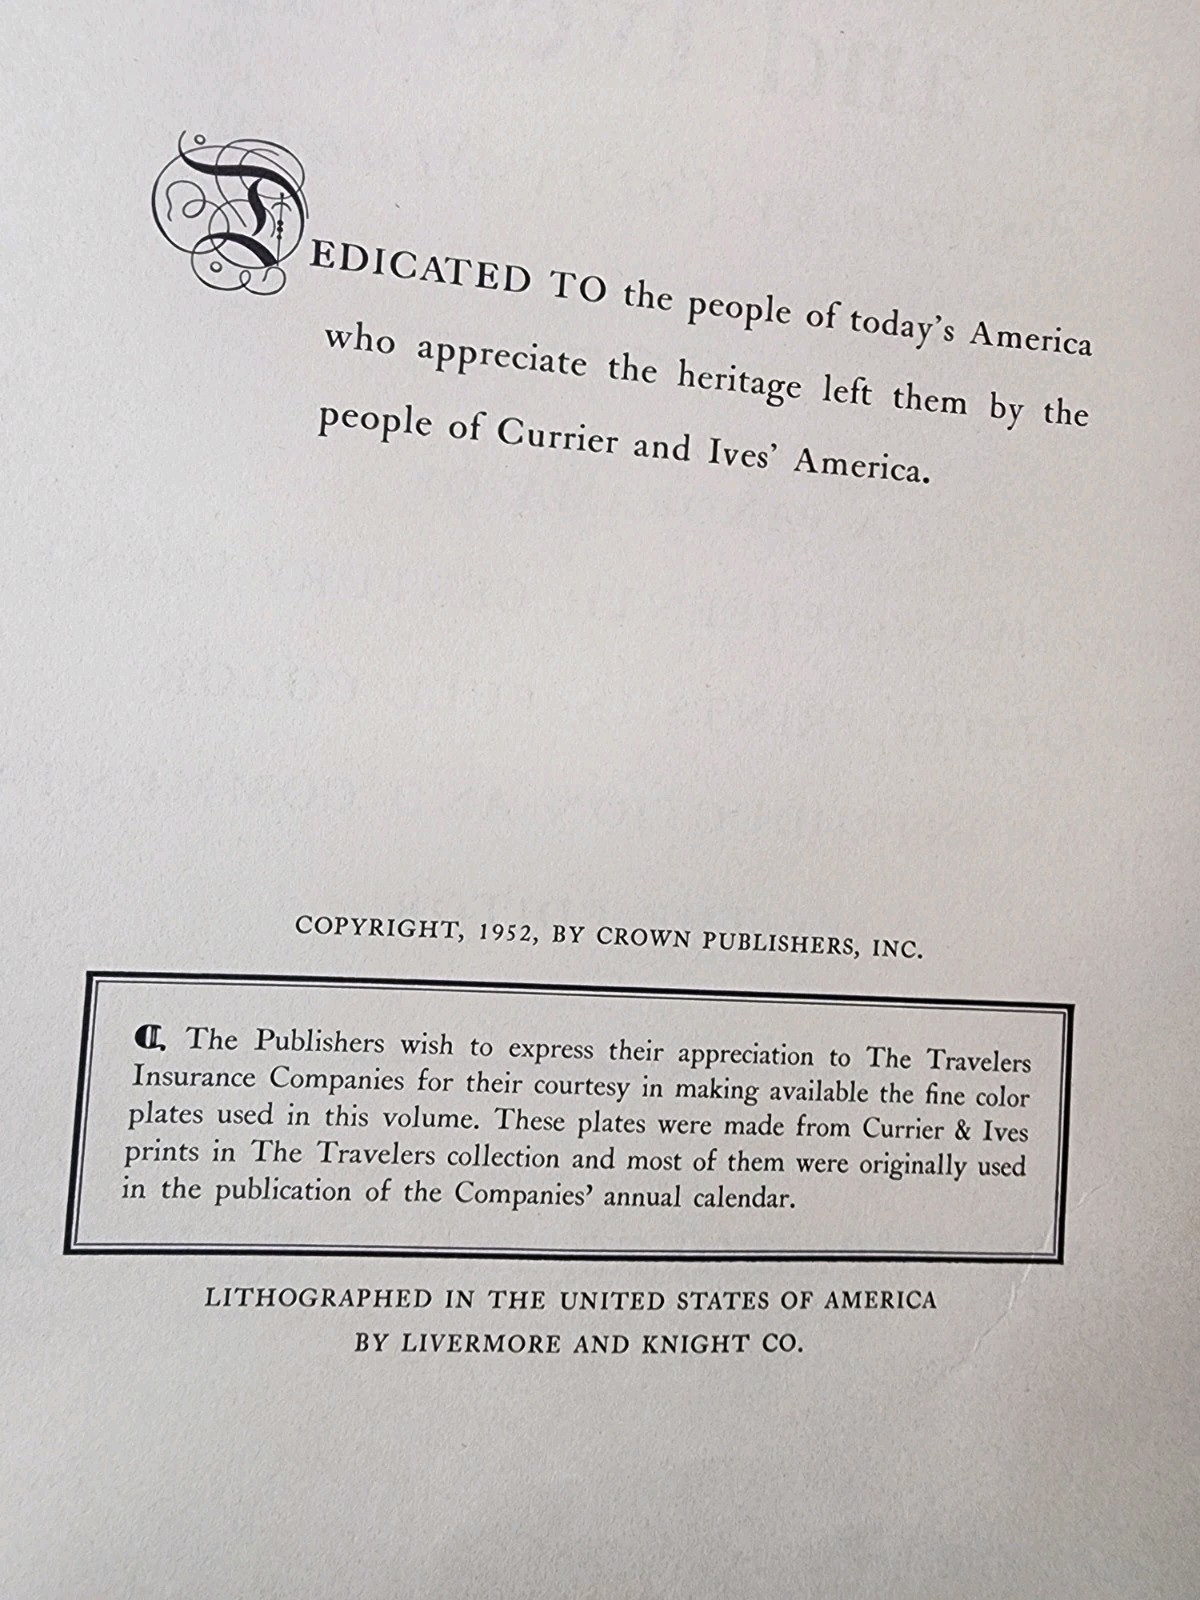 DEDICATED TO the people of today's America
who appreciate the heritage left them by the
people of Currier and Ives' America.
COPYRIGHT, 1952, BY CROWN PUBLISHERS, INC.
The Publishers wish to express their appreciation to The Travelers
Insurance Companies for their courtesy in making available the fine color
plates used in this volume. These plates were made from Currier & Ives
prints in The Travelers collection and most of them were originally used
in the publication of the Companies' annual calendar.
LITHOGRAPHED IN THE UNITED STATES OF AMERICA
BY LIVERMORE AND KNIGHT CO.